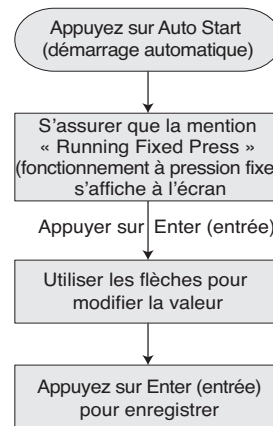 Appuyez sur Auto Start
(démarrage automatique)
S'assurer que la mention
« Running Fixed Press »
(fonctionnement à pression fixe
s'affiche à l'écran
Appuyer sur Enter (entrée)
Utiliser les flèches pour
modifier la valeur
Appuyez sur Enter (entrée)
pour enregistrer